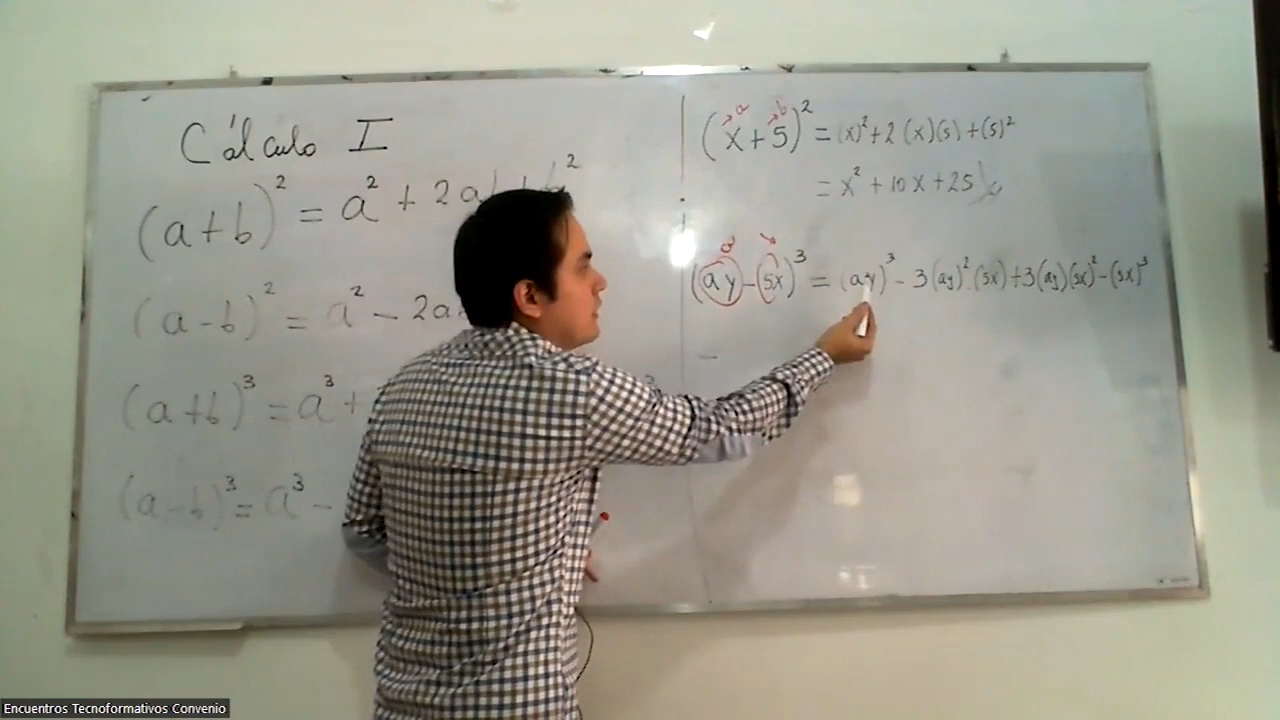 Cálculo I
(a+b)² = a² + 2a b²
(a-b)² = a² - 2a
(a+b)³ = a³ +
(a-b)³ = a³ -
a b
(x+5)² = (x)² + 2(x)(5) + (5)²
= x² + 10x + 25
a
(ay-5x)³ = (ay)³ - 3(ay)²(5x) + 3(ay)(5x)² - (5x)³
Encuentros Tecnoformativos Convenio